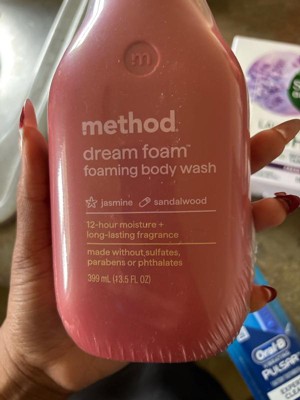 m
method.
dream foam™
foaming body wash
jasmine sandalwood
12-hour moisture +
long-lasting fragrance
made without sulfates,
parabens or phthalates
399 mL (13.5 FL OZ)
Oral-B
PULSAR